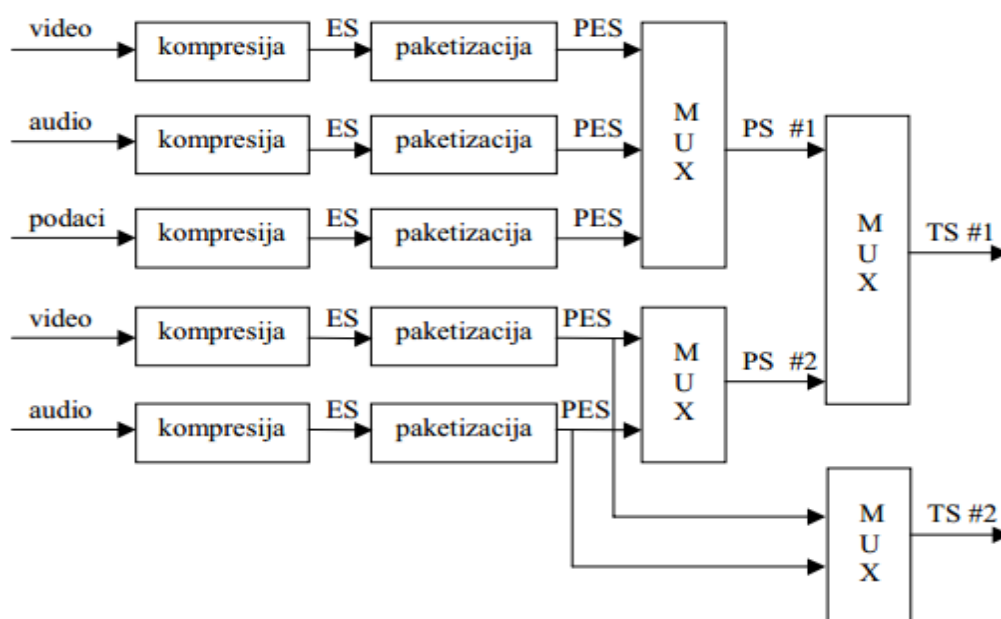 video
kompresija
ES
paketizacija
PES
audio
kompresija
ES
paketizacija
PES
podaci
kompresija
ES
paketizacija
PES
M
U
X
PS #1
video
kompresija
ES
paketizacija
PES
audio
kompresija
ES
paketizacija
PES
M
U
X
PS #2
M
U
X
TS #1
M
U
X
TS #2